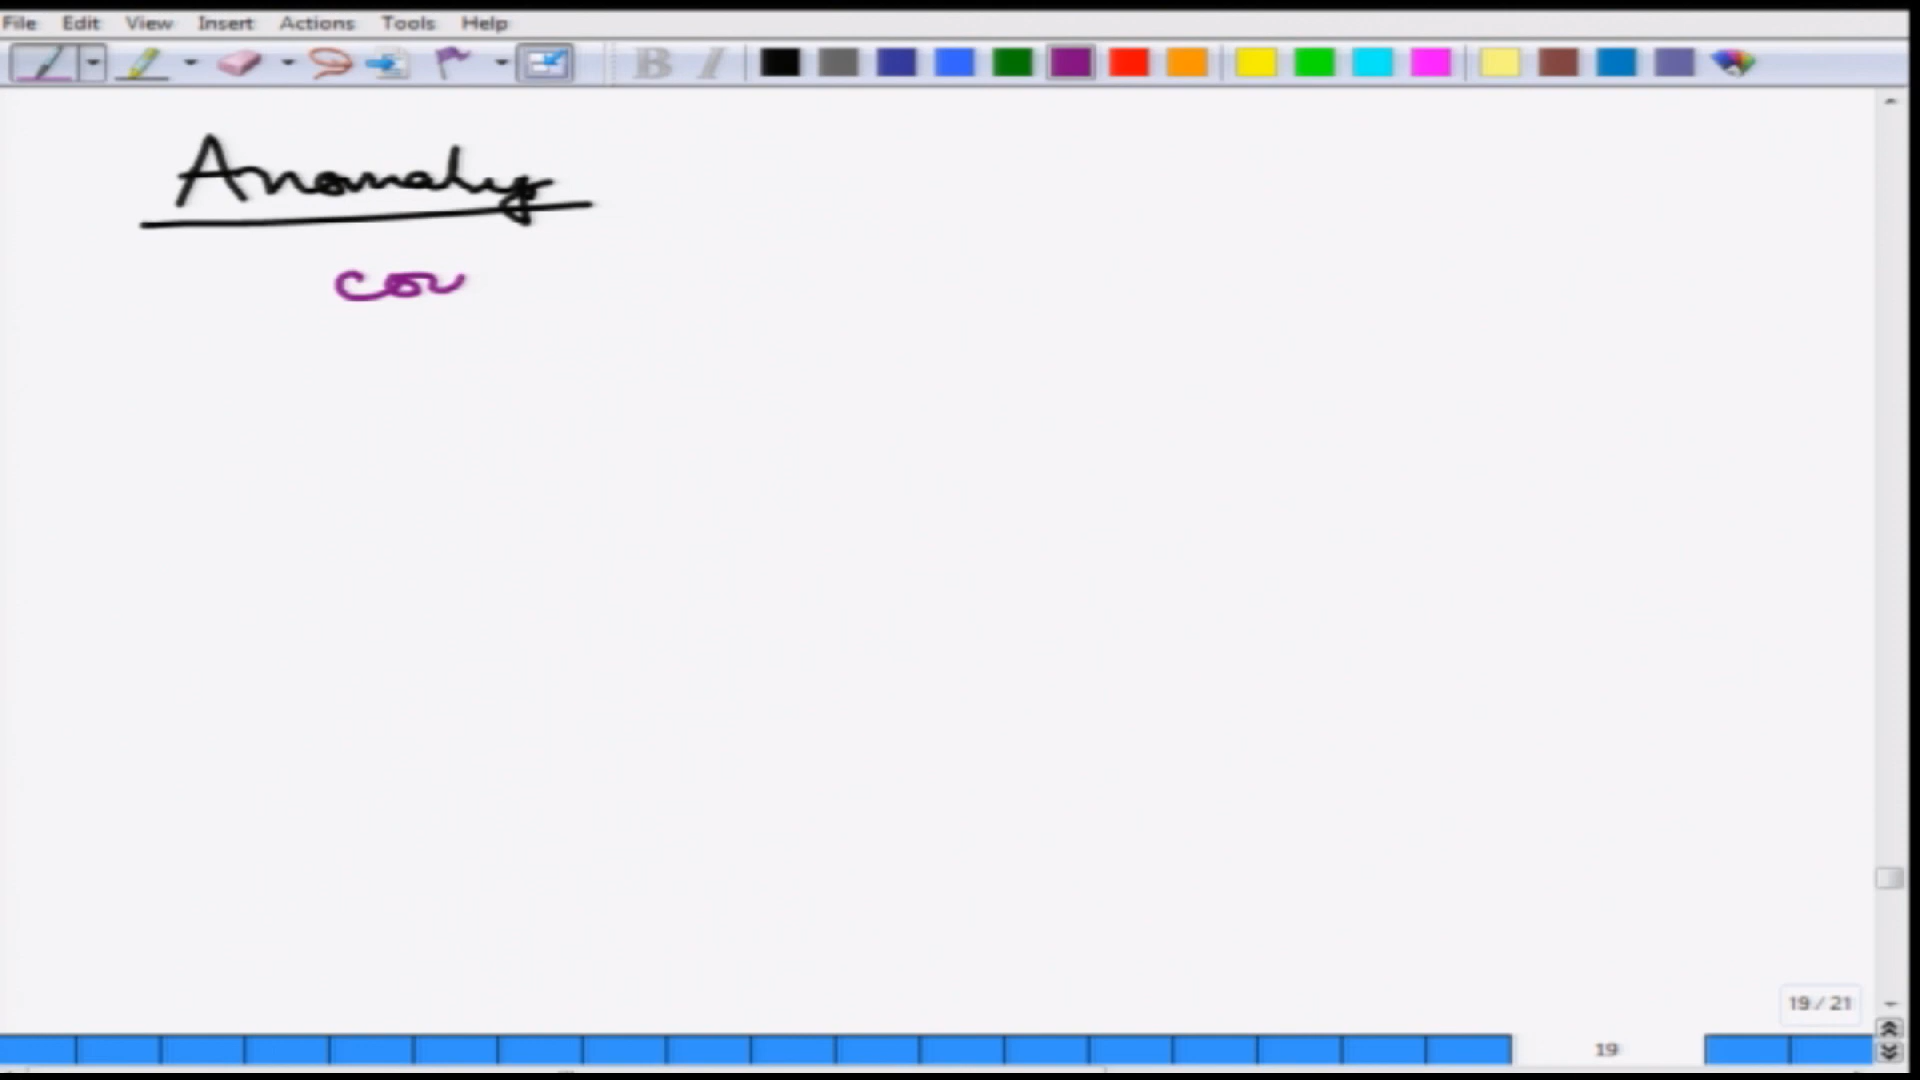 File Edit View Insert Actions Tools Help
B I
Anomaly
cov
19 / 21
19